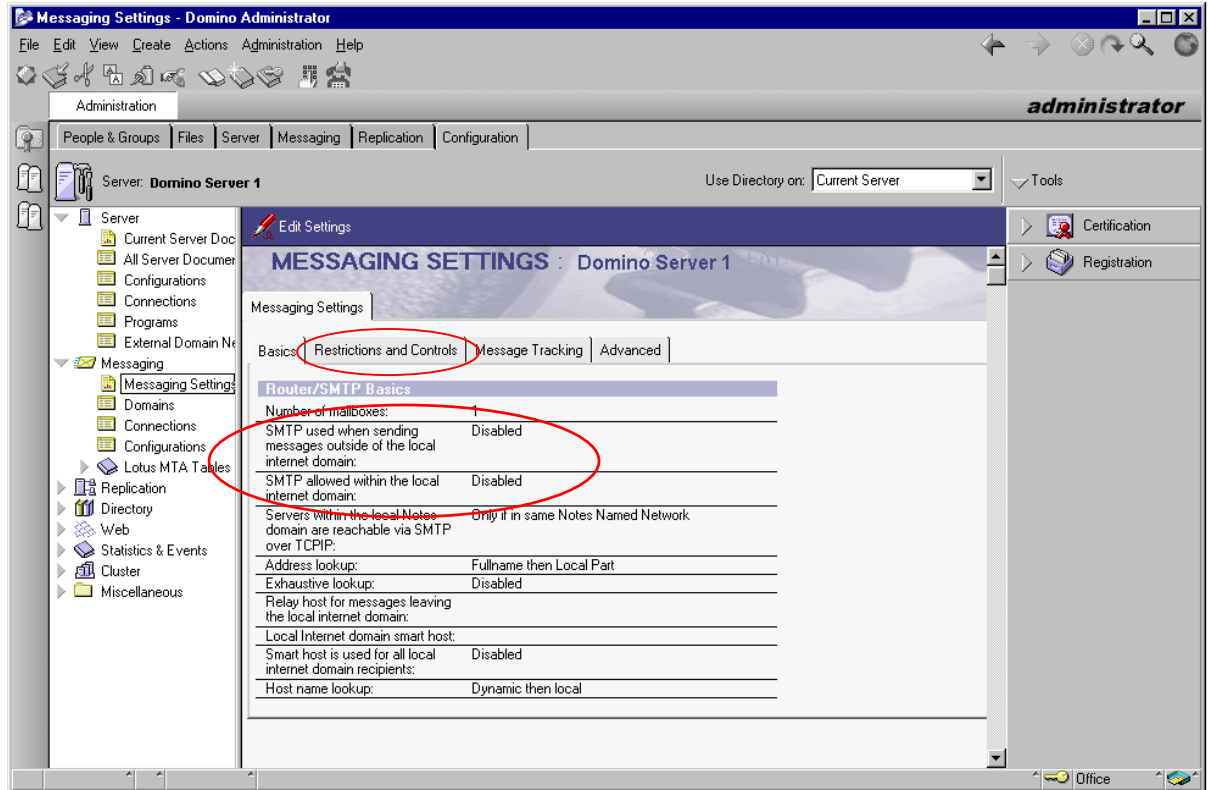 Messaging Settings - Domino Administrator
File Edit View Create Actions Administration Help
Administration
administrator
People & Groups Files Server Messaging Replication Configuration
Server: Domino Server 1
Use Directory on: Current Server
Tools
Server
Current Server Doc
All Server Documen
Configurations
Connections
Programs
External Domain Ne
Messaging
Messaging Settings
Domains
Connections
Configurations
Lotus MTA Tables
Replication
Directory
Web
Statistics & Events
Cluster
Miscellaneous
Edit Settings
MESSAGING SETTINGS : Domino Server 1
Messaging Settings
Basics Restrictions and Controls Message Tracking Advanced
Router/SMTP Basics
Number of mailboxes: 1
SMTP used when sending Disabled
messages outside of the local
internet domain:
SMTP allowed within the local Disabled
internet domain:
Servers within the local Notes Only if in same Notes Named Network
domain are reachable via SMTP
over TCPIP:
Address lookup: Fullname then Local Part
Exhaustive lookup: Disabled
Relay host for messages leaving
the local internet domain:
Local Internet domain smart host:
Smart host is used for all local Disabled
internet domain recipients:
Host name lookup: Dynamic then local
Certification
Registration
Office